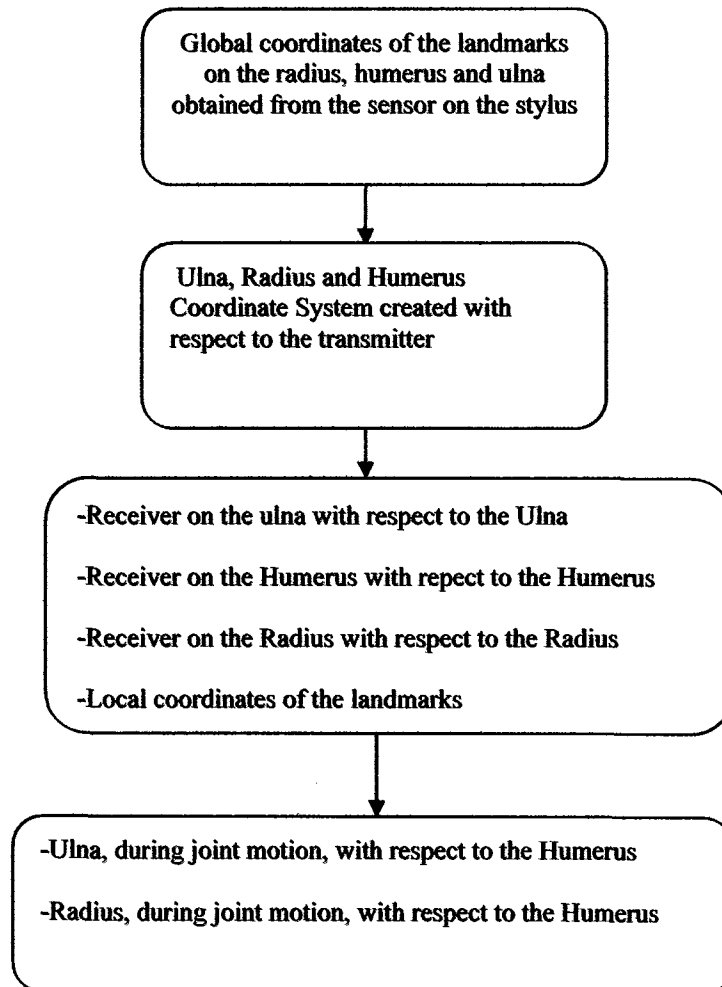 Global coordinates of the landmarks
on the radius, humerus and ulna
obtained from the sensor on the stylus
Ulna, Radius and Humerus
Coordinate System created with
respect to the transmitter
-Receiver on the ulna with respect to the Ulna
-Receiver on the Humerus with repect to the Humerus
-Receiver on the Radius with respect to the Radius
-Local coordinates of the landmarks
-Ulna, during joint motion, with respect to the Humerus
-Radius, during joint motion, with respect to the Humerus